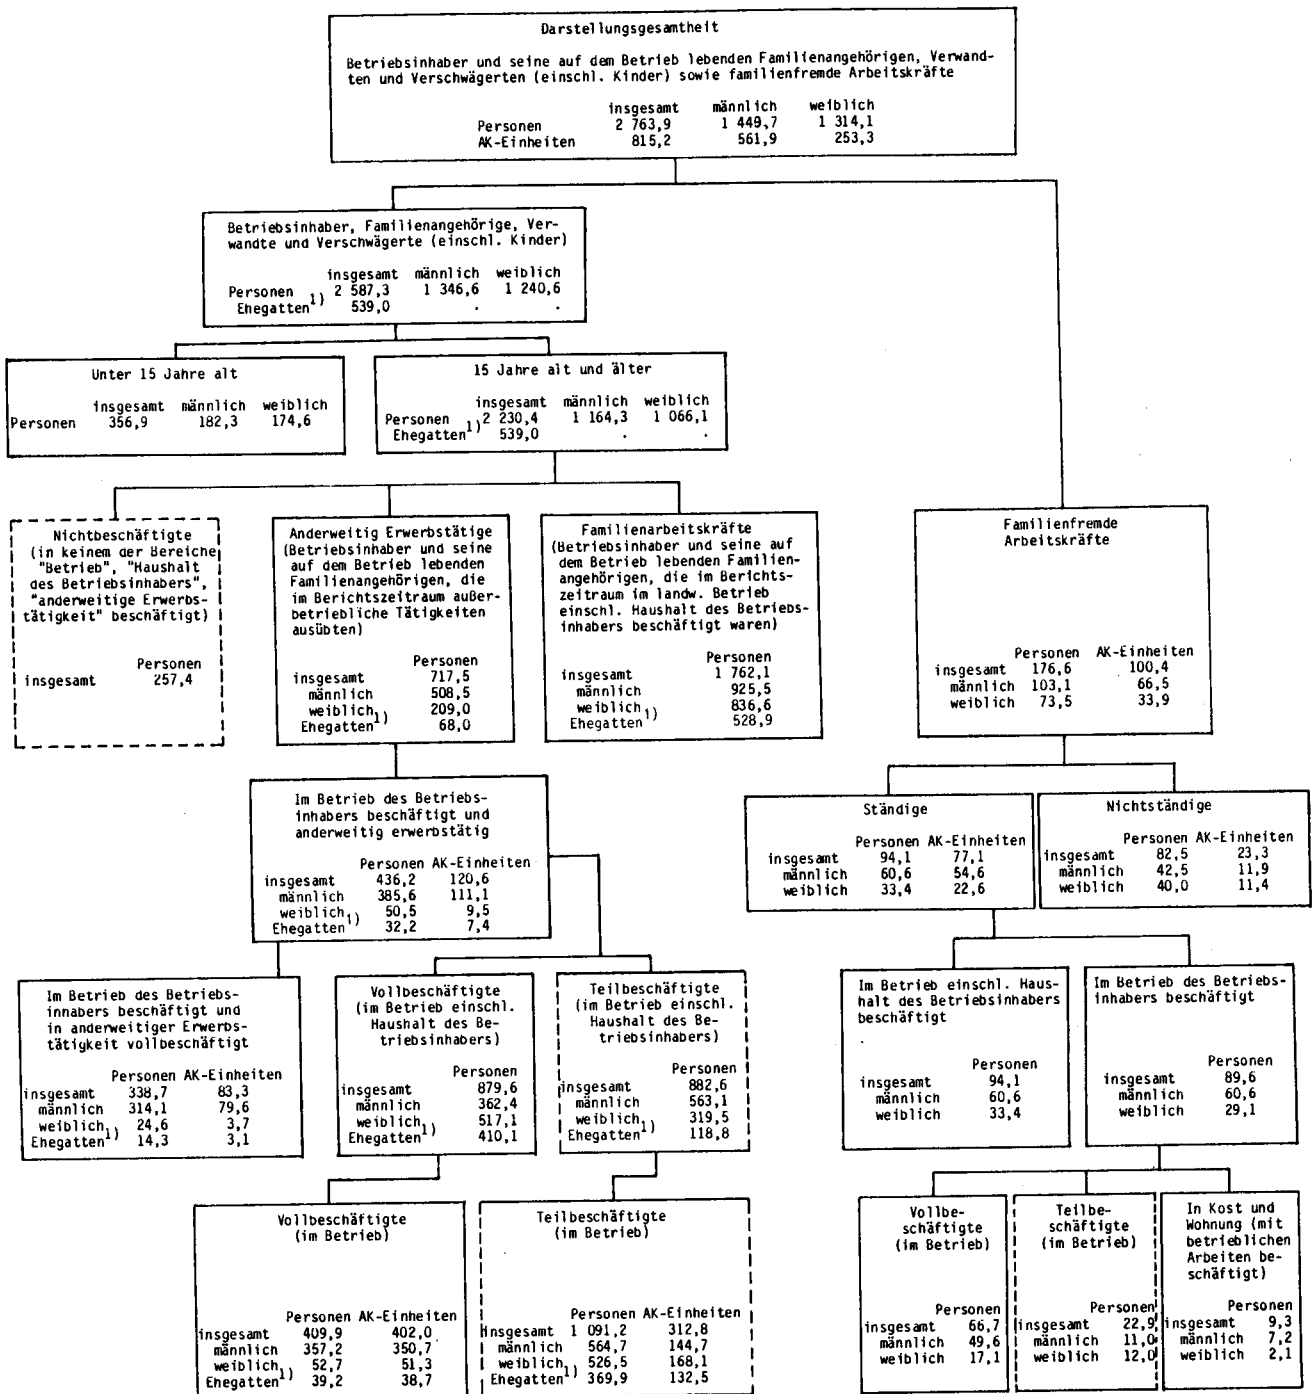 Darstellungsgesamtheit
Betriebsinhaber und seine auf dem Betrieb lebenden Familienangehörigen, Verwand-
ten und Verschwägerten (einschl. Kinder) sowie familienfremde Arbeitskräfte
insgesamt männlich weiblich
Personen 2 763,9 1 449,7 1 314,1
AK-Einheiten 815,2 561,9 253,3
Betriebsinhaber, Familienangehörige, Ver-
wandte und Verschwägerte (einschl. Kinder)
insgesamt männlich weiblich
Personen 2 587,3 1 346,6 1 240,6
Ehegatten1) 539,0 . .
Unter 15 Jahre alt
insgesamt männlich weiblich
Personen 356,9 182,3 174,6
15 Jahre alt und älter
insgesamt männlich weiblich
Personen 2 230,4 1 164,3 1 066,1
Ehegatten1) 539,0 . .
Nichtbeschäftigte
(in keinem der Bereiche
"Betrieb", "Haushalt
des Betriebsinhabers",
"anderweitige Erwerbs-
tätigkeit" beschäftigt)
Personen
insgesamt 257,4
Anderweitig Erwerbstätige
(Betriebsinhaber und seine
auf dem Betrieb lebenden
Familienangehörigen, die
im Berichtszeitraum außer-
betriebliche Tätigkeiten
ausübten)
Personen
insgesamt 717,5
männlich 508,5
weiblich 209,0
Ehegatten1) 68,0
Familienarbeitskräfte
(Betriebsinhaber und seine auf
dem Betrieb lebenden Familien-
angehörigen, die im Berichts-
zeitraum im landw. Betrieb
einschl. Haushalt des Betriebs-
inhabers beschäftigt waren)
Personen
insgesamt 1 762,1
männlich 925,5
weiblich 836,6
Ehegatten1) 528,9
Familienfremde
Arbeitskräfte
Personen AK-Einheiten
insgesamt 176,6 100,4
männlich 103,1 66,5
weiblich 73,5 33,9
Im Betrieb des Betriebs-
inhabers beschäftigt und
anderweitig erwerbstätig
Personen AK-Einheiten
insgesamt 436,2 120,6
männlich 385,6 111,1
weiblich 50,5 9,5
Ehegatten1) 32,2 7,4
Ständige
Personen AK-Einheiten
insgesamt 94,1 77,1
männlich 60,6 54,6
weiblich 33,4 22,6
Nichtständige
Personen AK-Einheiten
insgesamt 82,5 23,3
männlich 42,5 11,9
weiblich 40,0 11,4
Im Betrieb des Betriebs-
innabers beschäftigt und
in anderweitiger Erwerbs-
tätigkeit vollbeschäftigt
Personen AK-Einheiten
insgesamt 338,7 83,3
männlich 314,1 79,6
weiblich 24,6 3,7
Ehegatten1) 14,3 3,1
Vollbeschäftigte
(im Betrieb einschl.
Haushalt des Be-
triebsinhabers)
Personen
insgesamt 879,6
männlich 362,4
weiblich 517,1
Ehegatten1) 410,1
Teilbeschäftigte
(im Betrieb einschl.
Haushalt des Be-
triebsinhabers)
Personen
insgesamt 882,6
männlich 563,1
weiblich 319,5
Ehegatten1) 118,8
Im Betrieb einschl. Haus-
halt des Betriebsinhabers
beschäftigt
Personen
insgesamt 94,1
männlich 60,6
weiblich 33,4
Im Betrieb des Betriebs-
inhabers beschäftigt
Personen
insgesamt 89,6
männlich 60,6
weiblich 29,1
Vollbeschäftigte
(im Betrieb)
Personen AK-Einheiten
insgesamt 409,9 402,0
männlich 357,2 350,7
weiblich 52,7 51,3
Ehegatten1) 39,2 38,7
Teilbeschäftigte
(im Betrieb)
Personen AK-Einheiten
insgesamt 1 091,2 312,8
männlich 564,7 144,7
weiblich 526,5 168,1
Ehegatten1) 369,9 132,5
Vollbe-
schäftigte
(im Betrieb)
Personen
insgesamt 66,7
männlich 49,6
weiblich 17,1
Teilbe-
schäftigte
(im Betrieb)
Personen
insgesamt 22,9
männlich 11,0
weiblich 12,0
In Kost und
Wohnung (mit
betrieblichen
Arbeiten be-
schäftigt)
Personen
insgesamt 9,3
männlich 7,2
weiblich 2,1